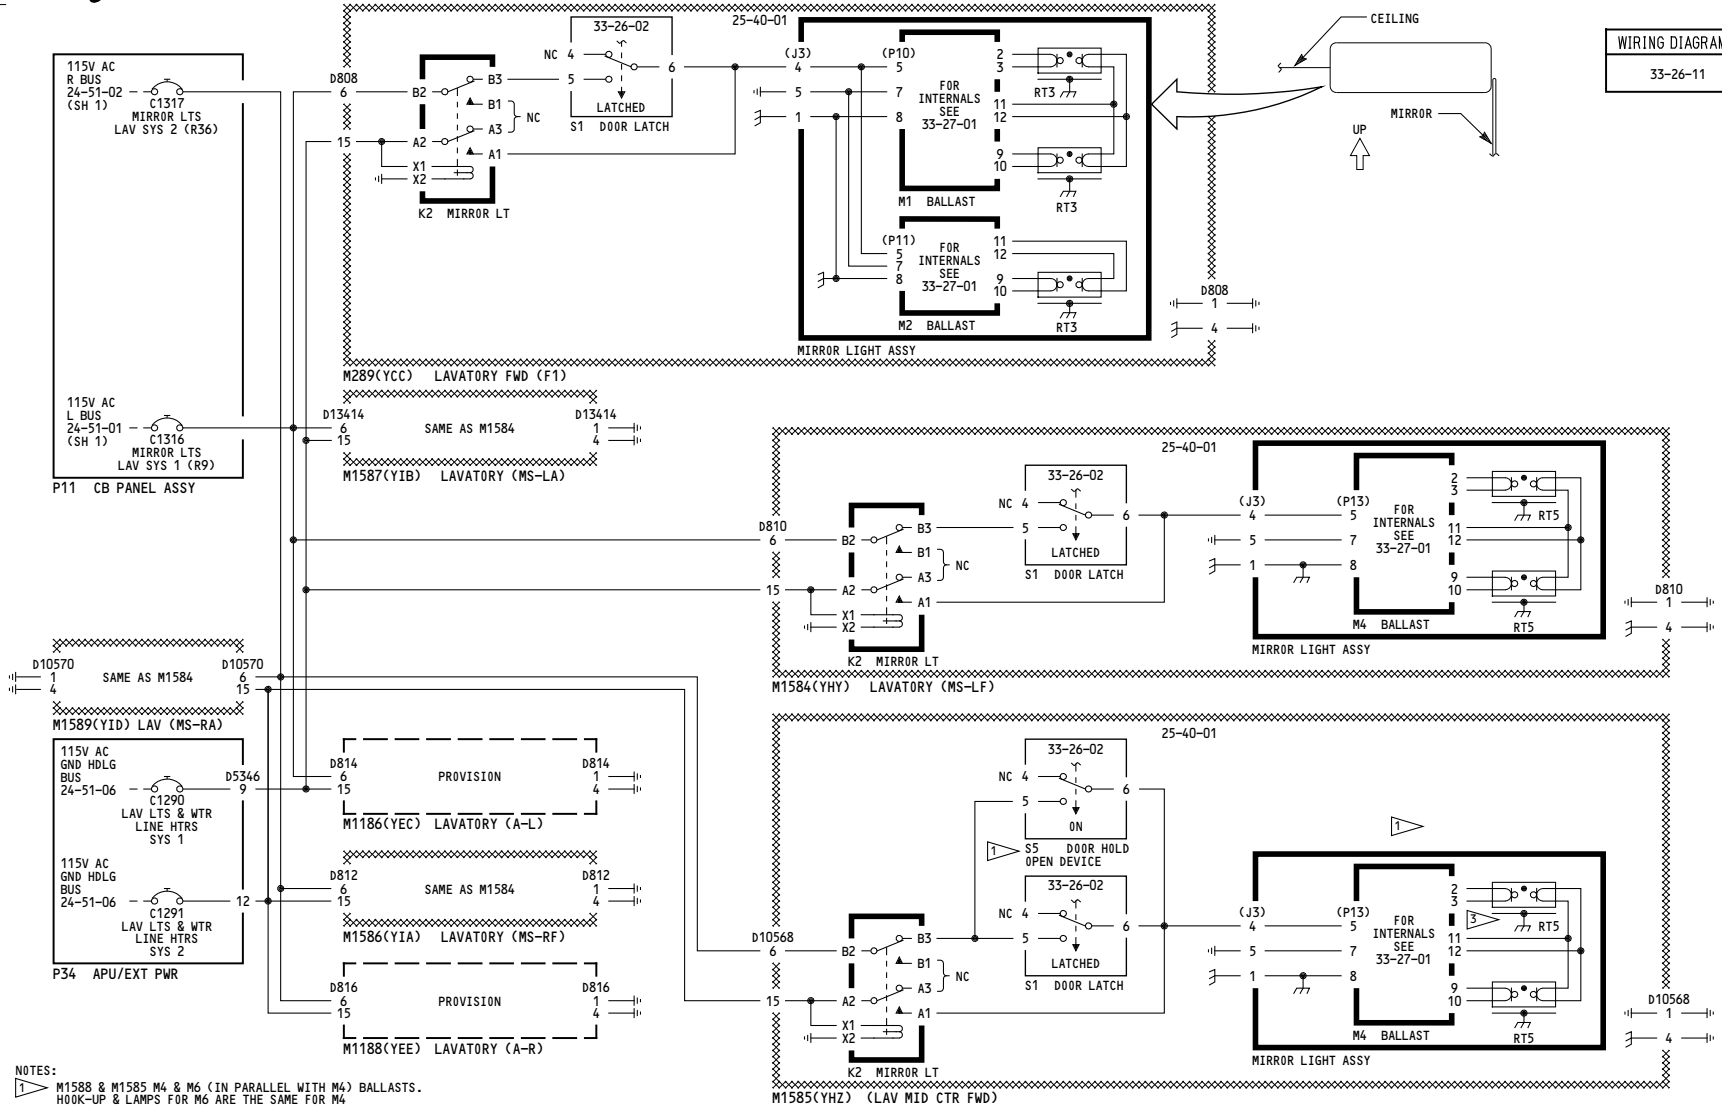 33-26-02
25-40-01
CEILING
WIRING DIAGRAM
33-26-11
MIRROR
UP
115V AC
R BUS
24-51-02
(SH 1)
C1317
MIRROR LTS
LAV SYS 2 (R36)
115V AC
L BUS
24-51-01
(SH 1)
C1316
MIRROR LTS
LAV SYS 1 (R9)
P11 CB PANEL ASSY
D808
6
15
B2
B3
B1
A3
NC
A2
A1
X1
X2
K2 MIRROR LT
NC 4
5
6
LATCHED
S1 DOOR LATCH
(J3)
4
5
1
(P10)
5
7
8
FOR
INTERNALS
SEE
33-27-01
2
3
11
12
9
10
RT3
RT3
M1 BALLAST
(P11)
5
7
8
FOR
INTERNALS
SEE
33-27-01
11
12
9
10
RT3
M2 BALLAST
MIRROR LIGHT ASSY
D808
1
4
M289(YCC) LAVATORY FWD (F1)
D13414
6
15
SAME AS M1584
D13414
1
4
M1587(YIB) LAVATORY (MS-LA)
25-40-01
33-26-02
NC 4
5
6
LATCHED
S1 DOOR LATCH
D810
6
15
B2
B3
B1
A3
NC
A2
A1
X1
X2
K2 MIRROR LT
(J3)
4
5
1
(P13)
5
7
8
FOR
INTERNALS
SEE
33-27-01
2
3
11
12
9
10
RT5
RT5
M4 BALLAST
MIRROR LIGHT ASSY
D810
1
4
M1584(YHY) LAVATORY (MS-LF)
D10570
1
4
SAME AS M1584
D10570
6
15
M1589(YID) LAV (MS-RA)
115V AC
GND HDLG
BUS
24-51-06
C1290
LAV LTS & WTR
LINE HTRS
SYS 1
D5346
9
115V AC
GND HDLG
BUS
24-51-06
C1291
LAV LTS & WTR
LINE HTRS
SYS 2
12
P34 APU/EXT PWR
D814
6
15
PROVISION
D814
1
4
M1186(YEC) LAVATORY (A-L)
D812
6
15
SAME AS M1584
D812
1
4
M1586(YIA) LAVATORY (MS-RF)
D816
6
15
PROVISION
D816
1
4
M1188(YEE) LAVATORY (A-R)
25-40-01
33-26-02
NC 4
5
6
ON
1
S5 DOOR HOLD
OPEN DEVICE
33-26-02
NC 4
5
6
LATCHED
S1 DOOR LATCH
D10568
6
15
B2
B3
B1
A3
NC
A2
A1
X1
X2
K2 MIRROR LT
1
(J3)
4
5
1
(P13)
5
7
8
FOR
INTERNALS
SEE
33-27-01
2
3
3
11
12
9
10
RT5
RT5
M4 BALLAST
MIRROR LIGHT ASSY
D10568
1
4
M1585(YHZ) (LAV MID CTR FWD)
NOTES:
1 M1588 & M1585 M4 & M6 (IN PARALLEL WITH M4) BALLASTS.
HOOK-UP & LAMPS FOR M6 ARE THE SAME FOR M4